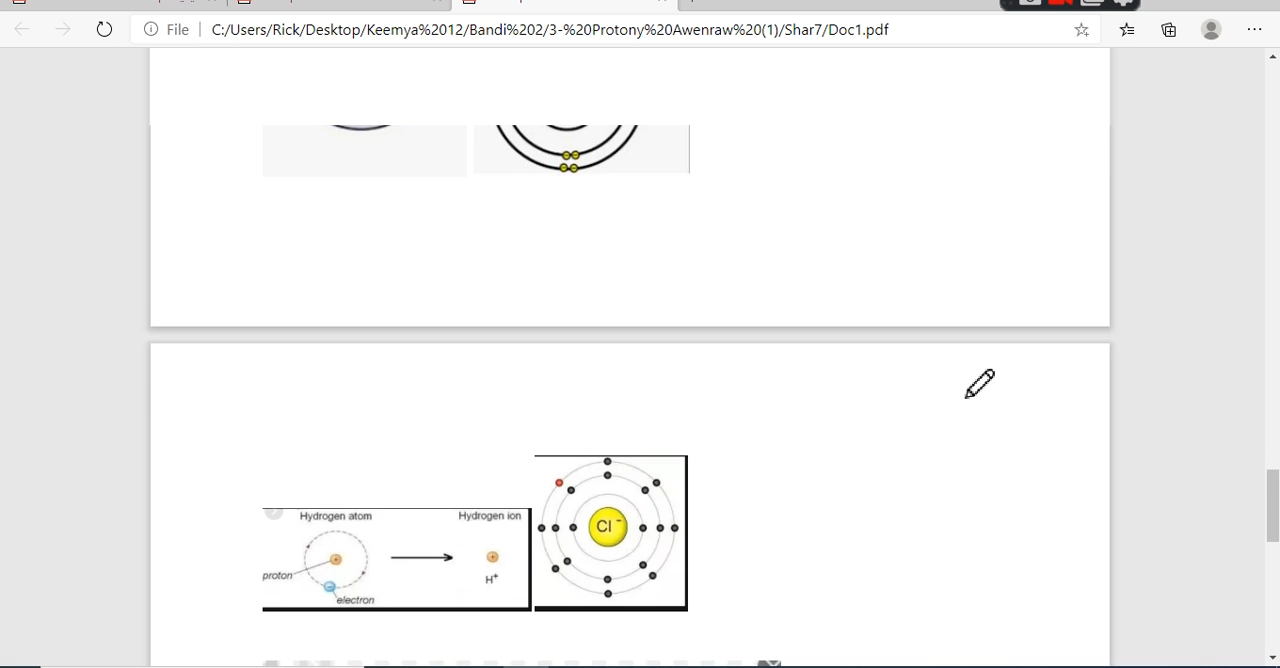 File
C:/Users/Rick/Desktop/Keemya%2012/Bandi%202/3-%20Protony%20Awenraw%20(1)/Shar7/Doc1.pdf
Hydrogen atom
Hydrogen ion
proton
H⁺
electron
Cl⁻